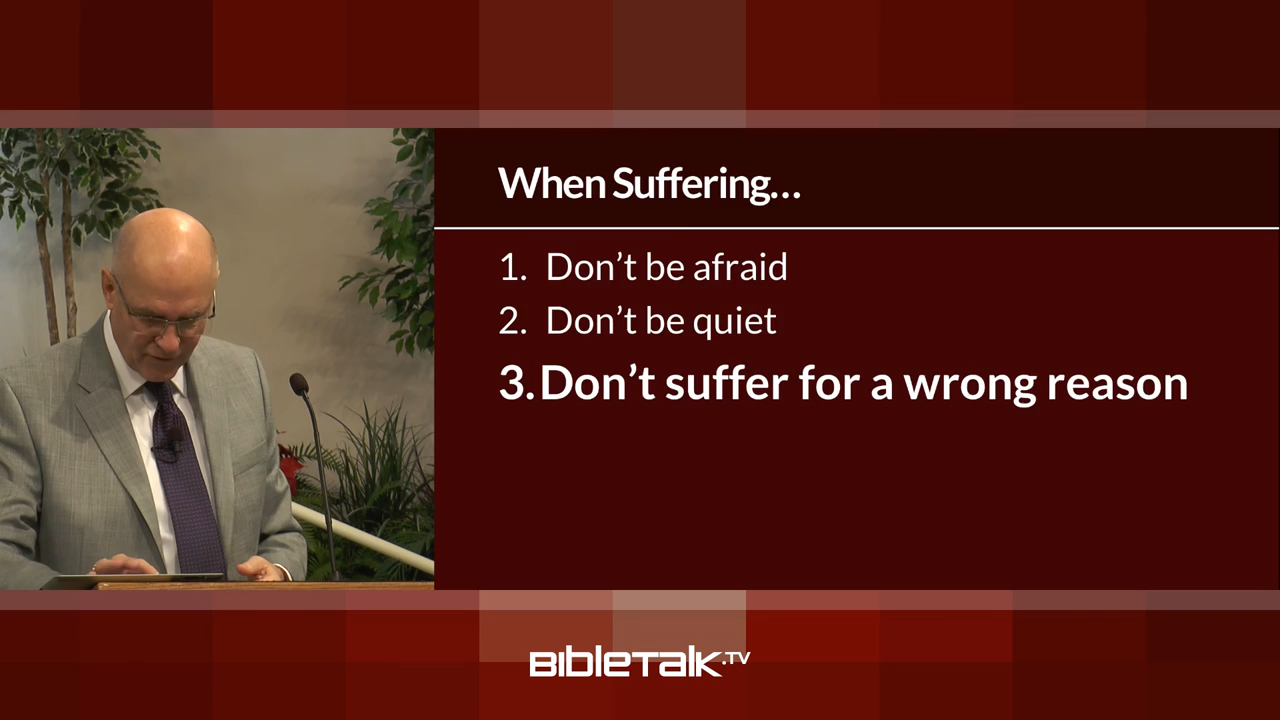 When Suffering...
1. Don't be afraid
2. Don't be quiet
3. Don't suffer for a wrong reason
BIBLETALK.TV